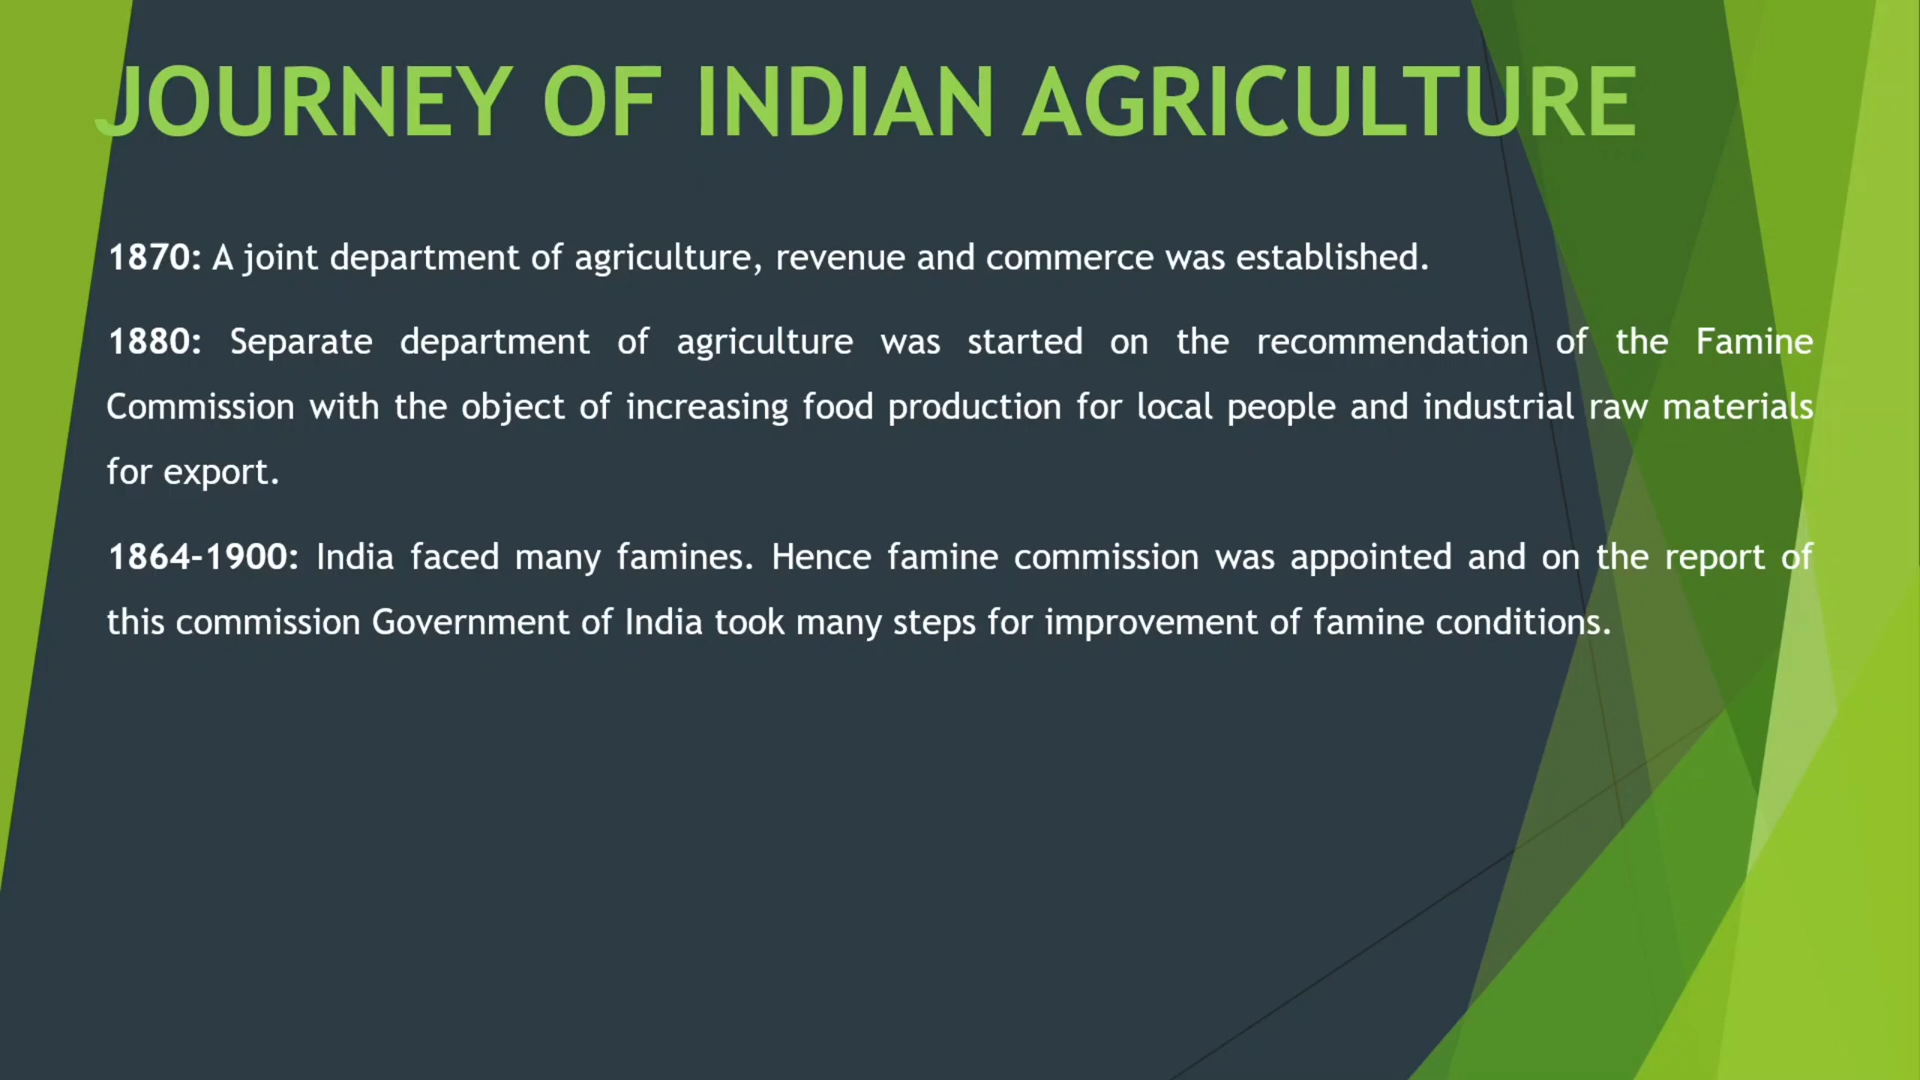 JOURNEY OF INDIAN AGRICULTURE
1870: A joint department of agriculture, revenue and commerce was established.
1880: Separate department of agriculture was started on the recommendation of the Famine
Commission with the object of increasing food production for local people and industrial raw materials
for export.
1864-1900: India faced many famines. Hence famine commission was appointed and on the report of
this commission Government of India took many steps for improvement of famine conditions.